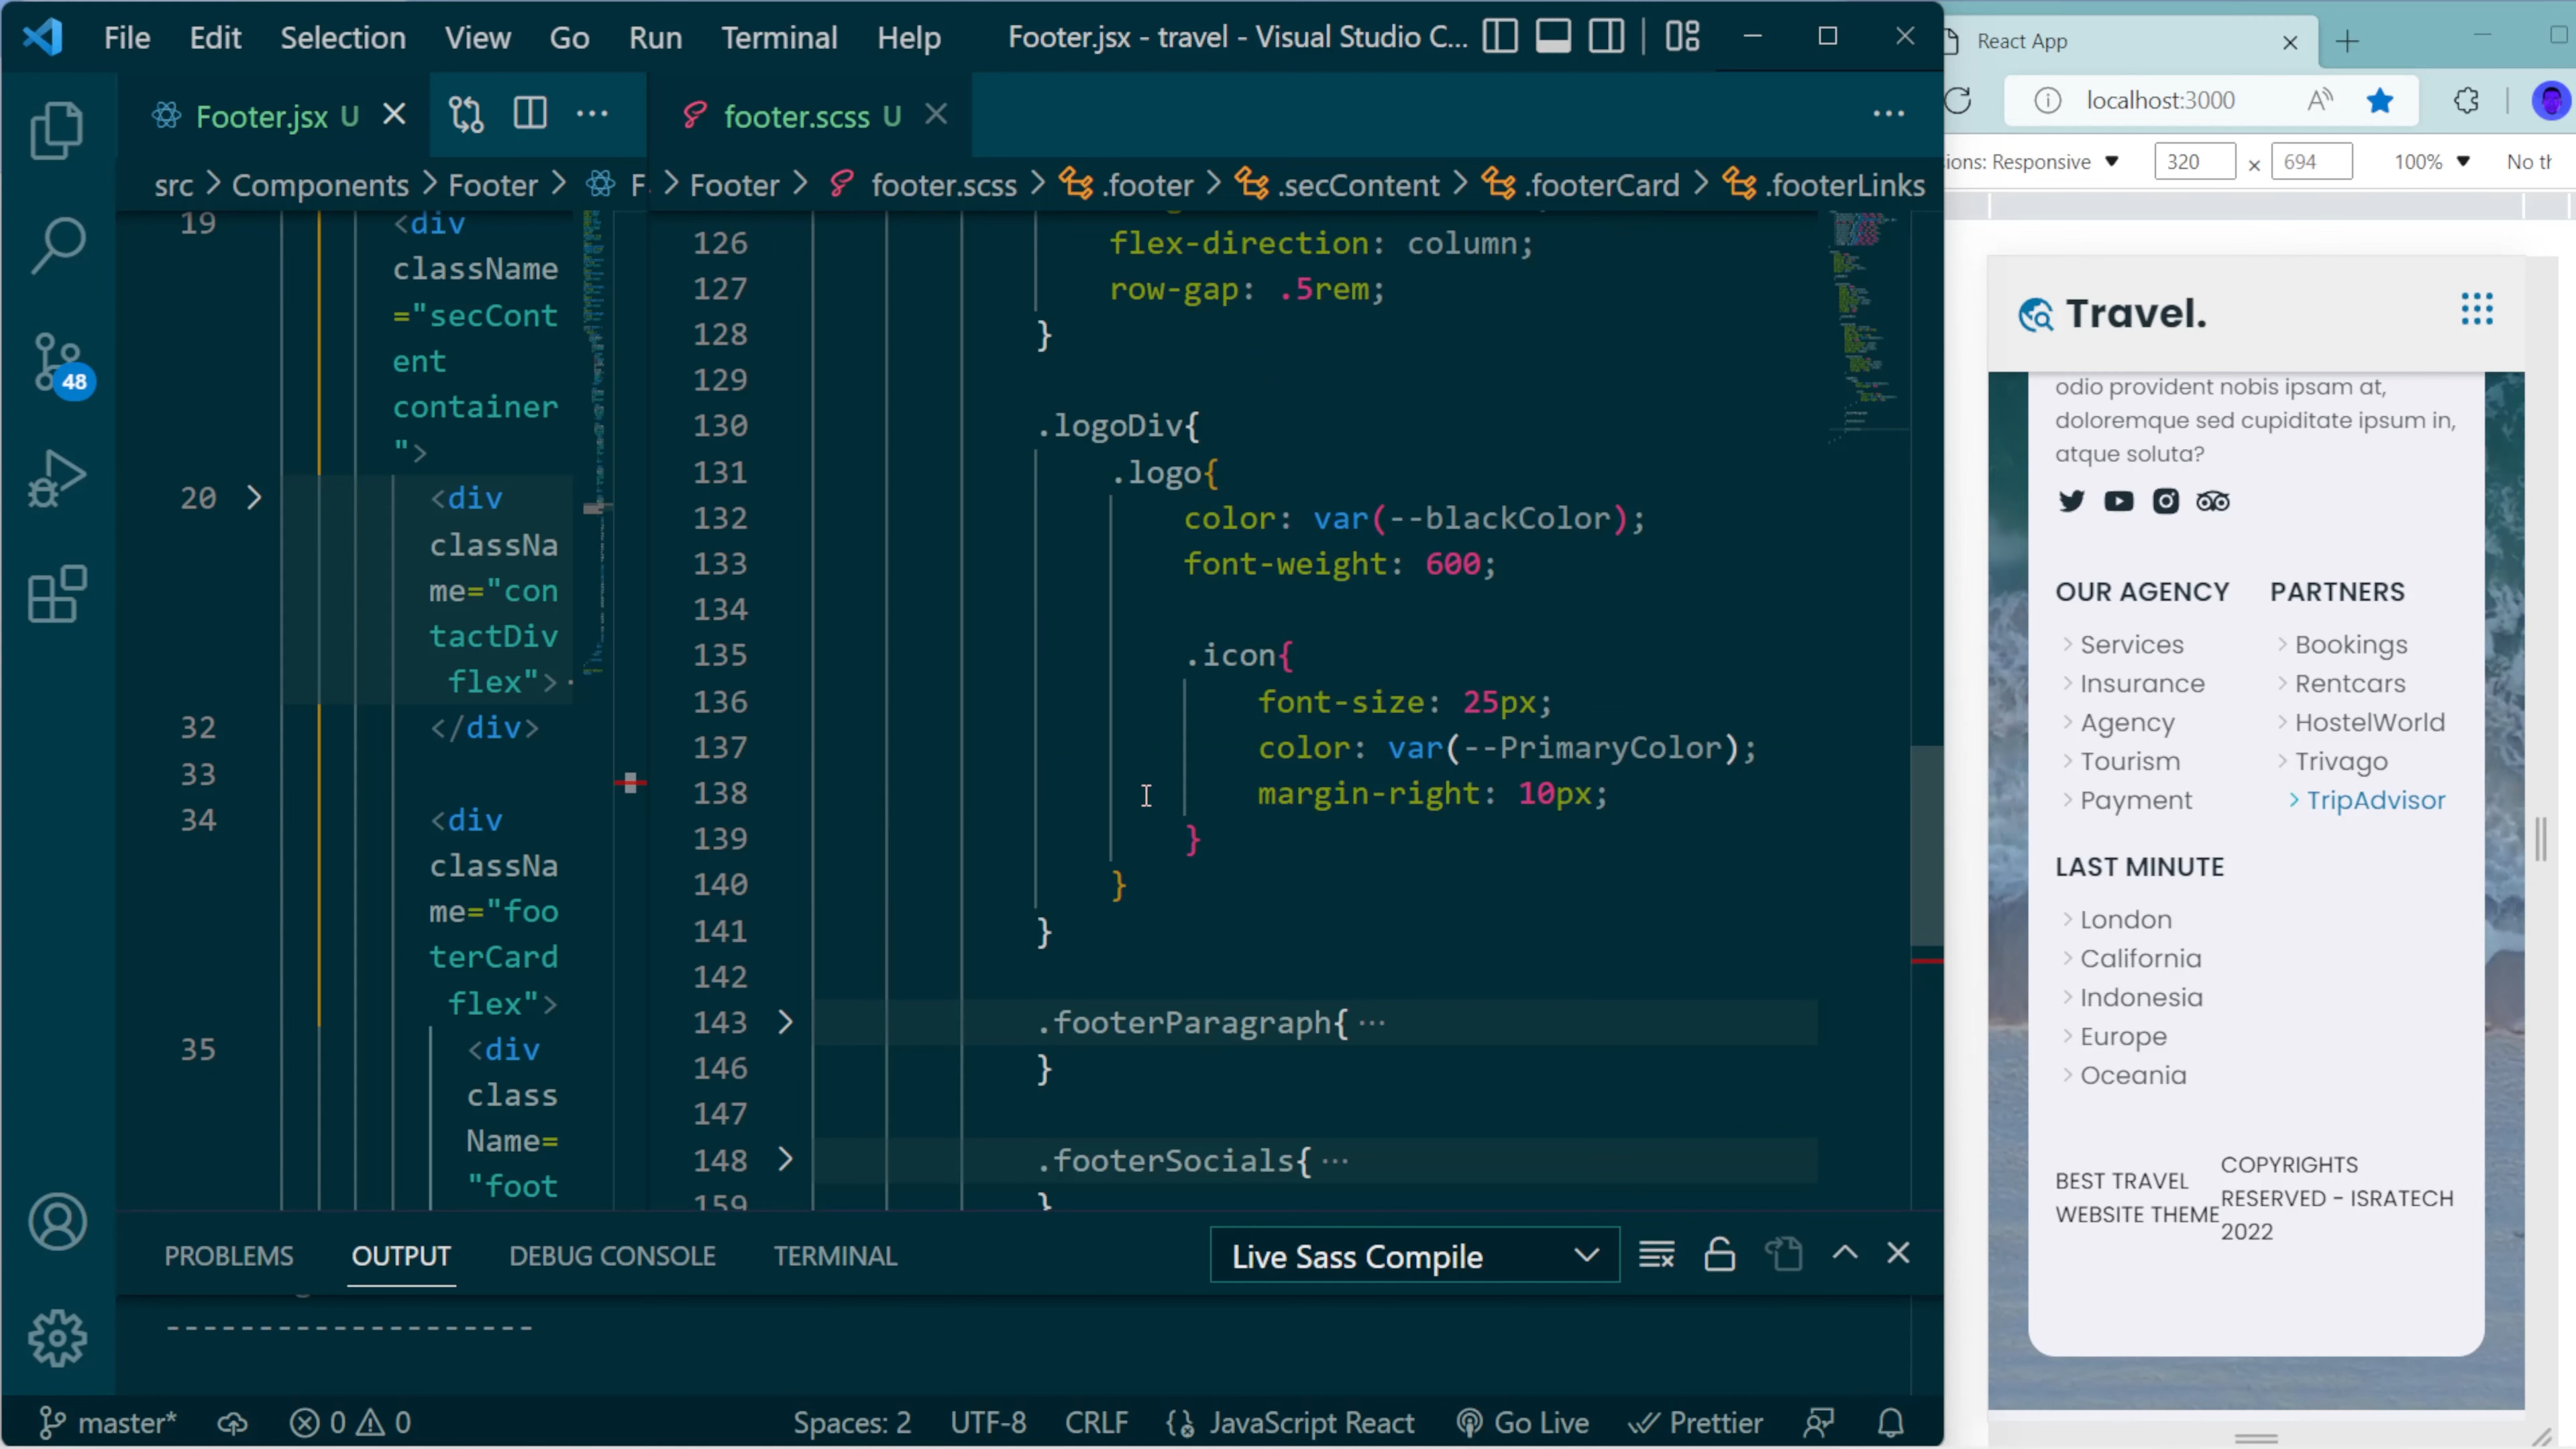 File Edit Selection View Go Run Terminal Help Footer.jsx - travel - Visual Studio C...
Footer.jsx U
footer.scss U
src > Components > Footer > F
> Footer > footer.scss > .footer > .secContent > .footerCard > .footerLinks
48
19 <div
className
="secCont
ent
container
">
20 <div
classNa
me="con
tactDiv
flex">
32 </div>
33
34 <div
classNa
me="foo
terCard
flex">
35 <div
class
Name=
"foot
126 flex-direction: column;
127 row-gap: .5rem;
128 }
129
130 .logoDiv{
131 .logo{
132 color: var(--blackColor);
133 font-weight: 600;
134
135 .icon{
136 font-size: 25px;
137 color: var(--PrimaryColor);
138 margin-right: 10px;
139 }
140 }
141 }
142
143 .footerParagraph{ ...
146 }
147
148 .footerSocials{ ...
159 }
PROBLEMS OUTPUT DEBUG CONSOLE TERMINAL Live Sass Compile
--------------------
master* 0 0 Spaces: 2 UTF-8 CRLF JavaScript React Go Live Prettier
React App
localhost:3000
ions: Responsive 320 × 694 100% No th
Travel.
odio provident nobis ipsam at,
doloremque sed cupiditate ipsum in,
atque soluta?
OUR AGENCY
Services
Insurance
Agency
Tourism
Payment
PARTNERS
Bookings
Rentcars
HostelWorld
Trivago
TripAdvisor
LAST MINUTE
London
California
Indonesia
Europe
Oceania
BEST TRAVEL
WEBSITE THEME
COPYRIGHTS
RESERVED - ISRATECH
2022